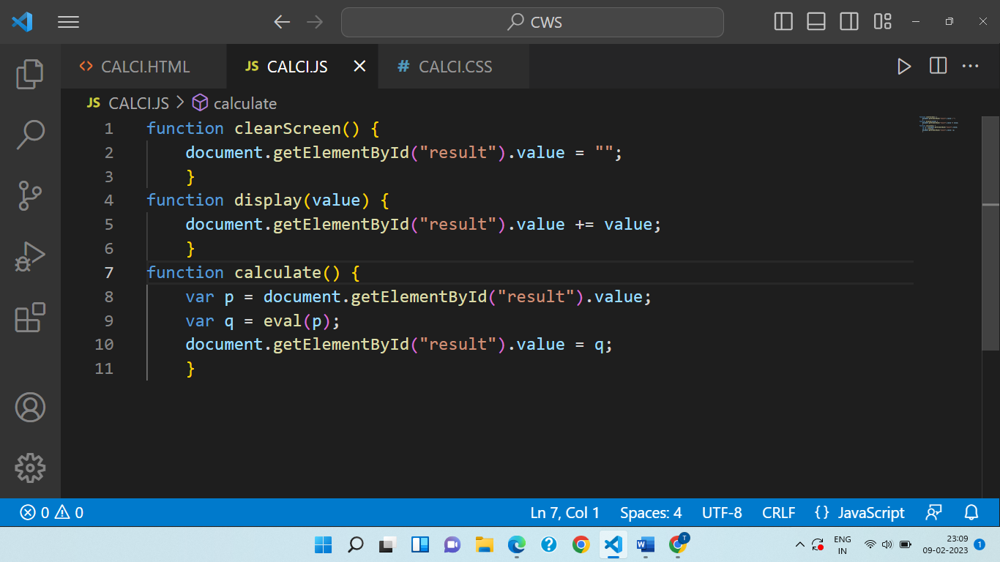 CWS
<> CALCI.HTML JS CALCI.JS # CALCI.CSS
JS CALCI.JS > calculate
1 function clearScreen() {
2     document.getElementById("result").value = "";
3     }
4 function display(value) {
5     document.getElementById("result").value += value;
6     }
7 function calculate() {
8     var p = document.getElementById("result").value;
9     var q = eval(p);
10     document.getElementById("result").value = q;
11     }
0 0 Ln 7, Col 1 Spaces: 4 UTF-8 CRLF {} JavaScript
ENG 23:09
IN 09-02-2023 1
T